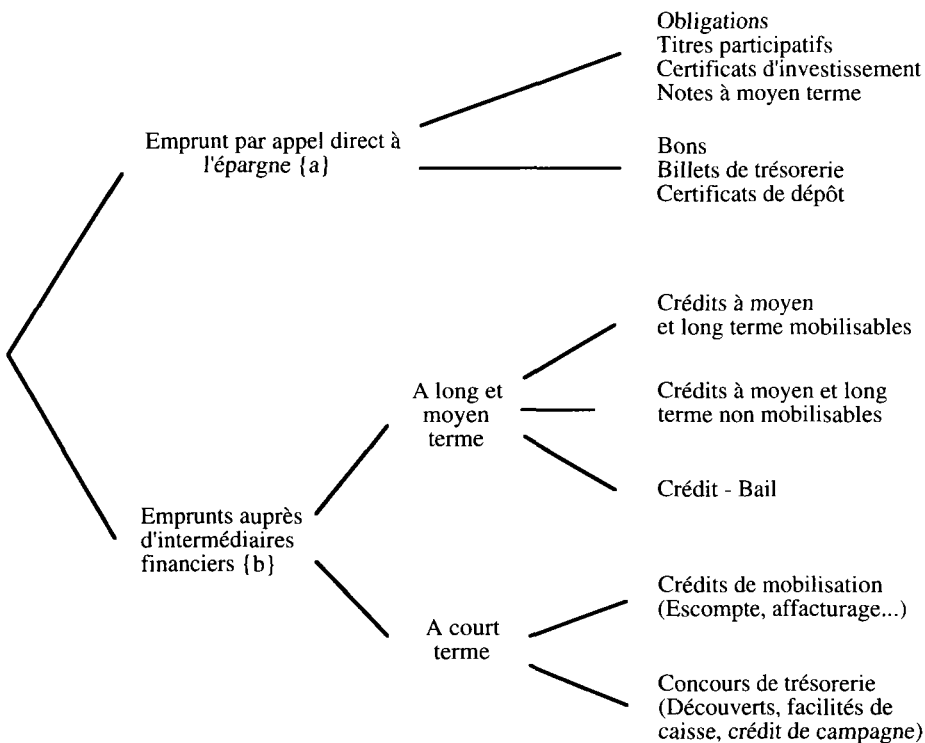 Obligations
Titres participatifs
Certificats d'investissement
Notes à moyen terme
Emprunt par appel direct à
l'épargne {a}
Bons
Billets de trésorerie
Certificats de dépôt
Crédits à moyen
et long terme mobilisables
A long et
moyen
terme
Crédits à moyen et long
terme non mobilisables
Crédit - Bail
Emprunts auprès
d'intermédiaires
financiers {b}
Crédits de mobilisation
(Escompte, affacturage...)
A court
terme
Concours de trésorerie
(Découverts, facilités de
caisse, crédit de campagne)